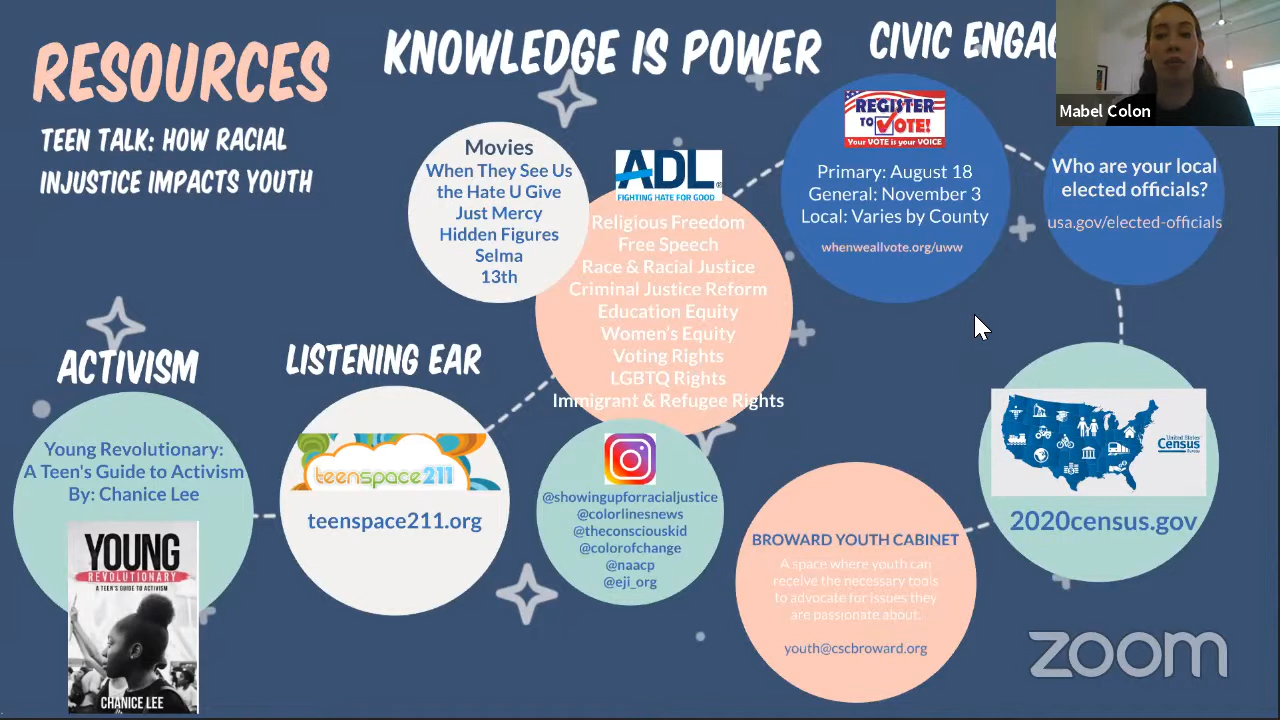 RESOURCES
TEEN TALK: HOW RACIAL
INJUSTICE IMPACTS YOUTH
KNOWLEDGE IS POWER
CIVIC ENGAG
Mabel Colon
Movies
When They See Us
the Hate U Give
Just Mercy
Hidden Figures
Selma
13th
ADL®
FIGHTING HATE FOR GOOD
Religious Freedom
Free Speech
Race & Racial Justice
Criminal Justice Reform
Education Equity
Women's Equity
Voting Rights
LGBTQ Rights
Immigrant & Refugee Rights
REGISTER
TO VOTE!
Your VOTE is your VOICE
Primary: August 18
General: November 3
Local: Varies by County
whenweallvote.org/uww
Who are your local
elected officials?
usa.gov/elected-officials
ACTIVISM
Young Revolutionary:
A Teen's Guide to Activism
By: Chanice Lee
YOUNG
REVOLUTIONARY
A TEEN'S GUIDE TO ACTIVISM
CHANICE LEE
LISTENING EAR
teenspace211
teenspace211.org
@showingupforracialjustice
@colorlinesnews
@theconsciouskid
@colorofchange
@naacp
@eji_org
BROWARD YOUTH CABINET
A space where youth can
receive the necessary tools
to advocate for issues they
are passionate about.
youth@cscbroward.org
United States
Census
2020census.gov
zoom